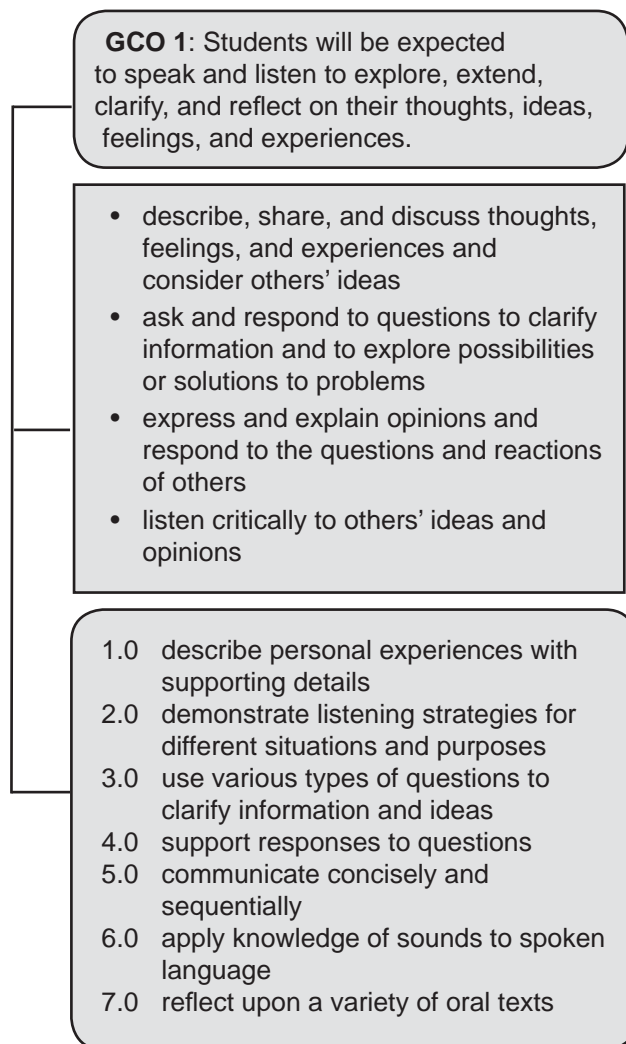 GCO 1: Students will be expected
to speak and listen to explore, extend,
clarify, and reflect on their thoughts, ideas,
feelings, and experiences.
• describe, share, and discuss thoughts,
feelings, and experiences and
consider others’ ideas
• ask and respond to questions to clarify
information and to explore possibilities
or solutions to problems
• express and explain opinions and
respond to the questions and reactions
of others
• listen critically to others’ ideas and
opinions
1.0 describe personal experiences with
supporting details
2.0 demonstrate listening strategies for
different situations and purposes
3.0 use various types of questions to
clarify information and ideas
4.0 support responses to questions
5.0 communicate concisely and
sequentially
6.0 apply knowledge of sounds to spoken
language
7.0 reflect upon a variety of oral texts